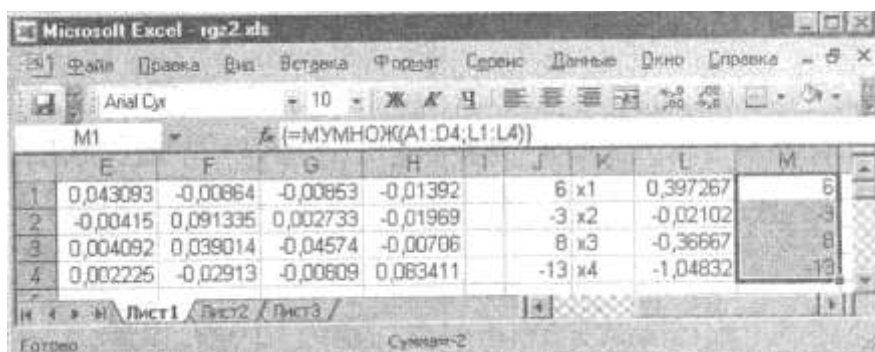 Microsoft Excel - rgz2.xls
Файл Правка Вид Вставка Формат Сервис Данные Окно Справка
Arial Cyr 10 Ж К Ч
M1 fx {=МУМНОЖ(A1:D4;L1:L4)}
E F G H I J K L M
1 0,043093 -0,00864 -0,00853 -0,01392 6 x1 0,397267 6
2 -0,00415 0,091335 0,002733 -0,01969 -3 x2 -0,02102 -3
3 0,004092 0,039014 -0,04574 -0,00706 8 x3 -0,36667 8
4 0,002225 -0,02913 -0,00809 0,083411 -13 x4 -1,04832 -13
Лист1 Лист2 Лист3
Готово Сумма=-2